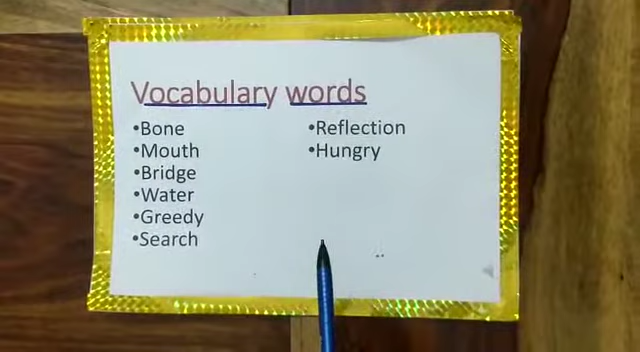 Vocabulary words
•Bone
•Mouth
•Bridge
•Water
•Greedy
•Search
•Reflection
•Hungry